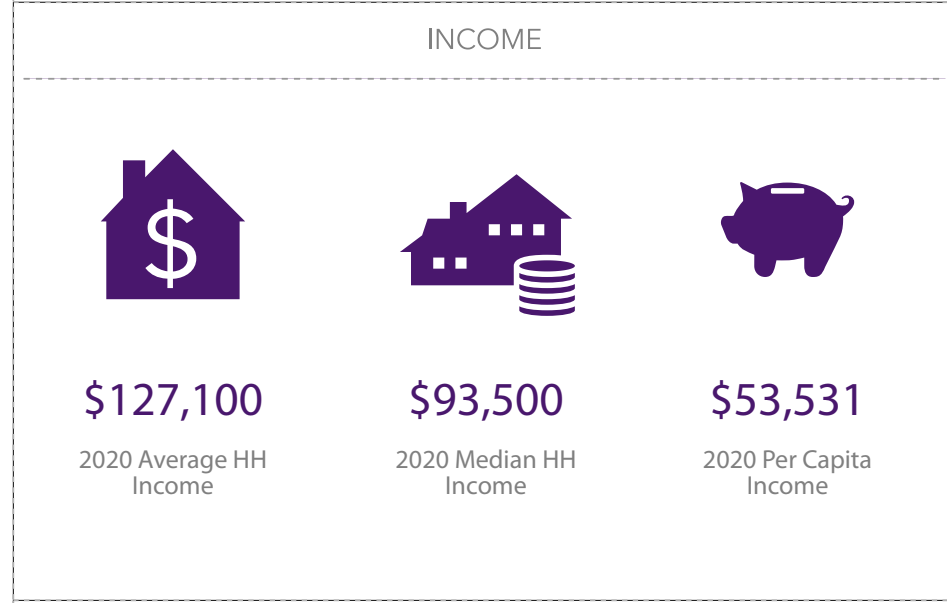 INCOME
$
$127,100
2020 Average HH
Income
$93,500
2020 Median HH
Income
$53,531
2020 Per Capita
Income